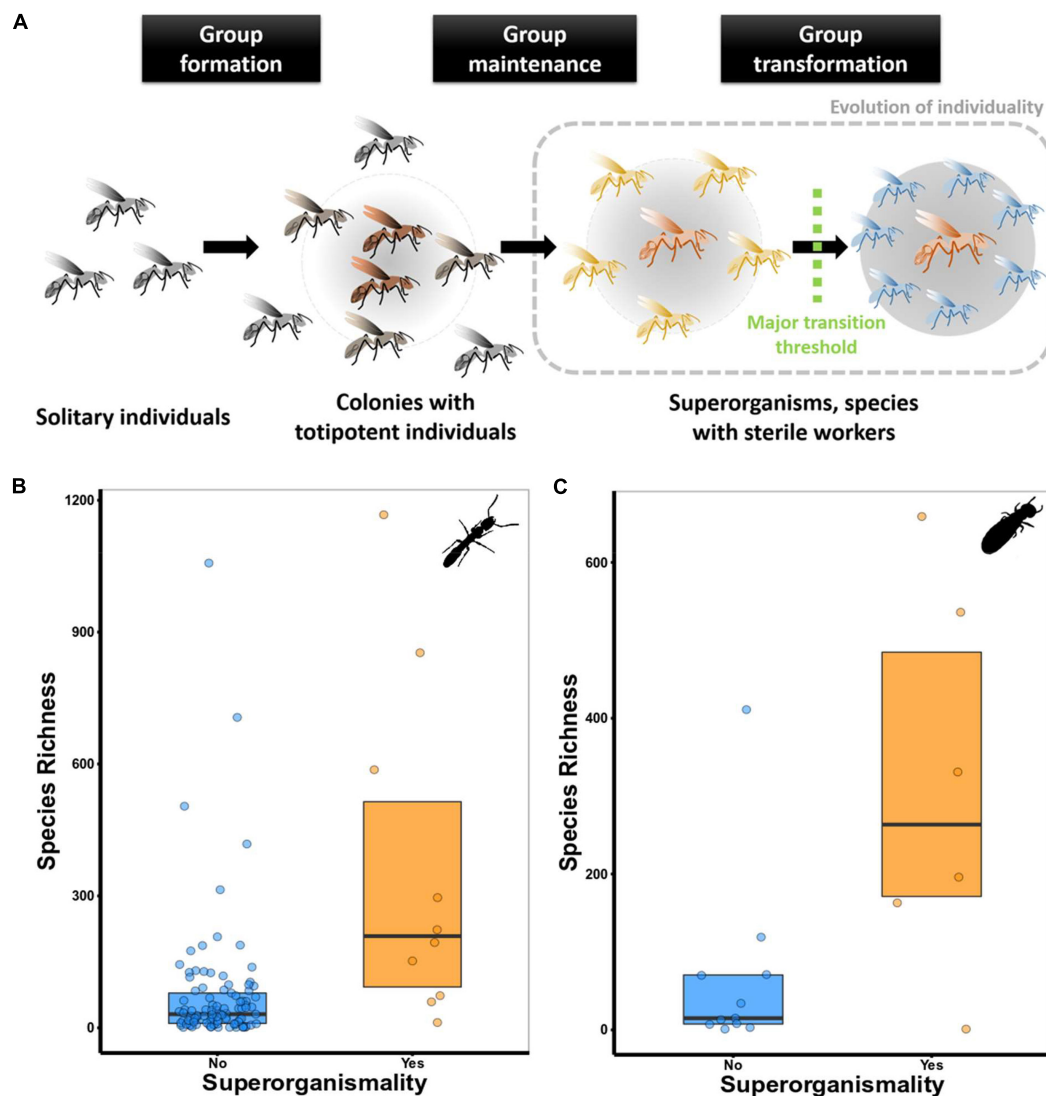 A
Group
formation
Group
maintenance
Group
transformation
Evolution of individuality
Major transition
threshold
Solitary individuals
Colonies with
totipotent individuals
Superorganisms, species
with sterile workers
B
1200
900
600
300
0
Species Richness
No
Yes
Superorganismality
C
600
400
200
0
Species Richness
No
Yes
Superorganismality